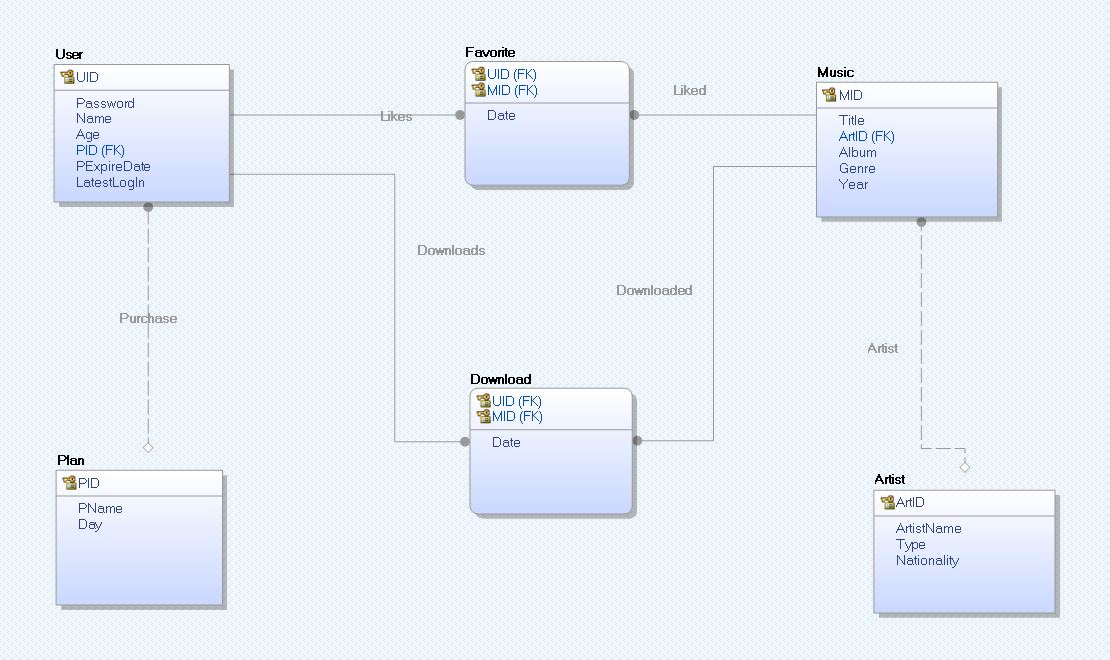 User
UID
Password
Name
Age
PID (FK)
PExpireDate
LatestLogIn
Likes
Favorite
UID (FK)
MID (FK)
Date
Liked
Music
MID
Title
ArtID (FK)
Album
Genre
Year
Downloads
Downloaded
Purchase
Artist
Download
UID (FK)
MID (FK)
Date
Plan
PID
PName
Day
Artist
ArtID
ArtistName
Type
Nationality